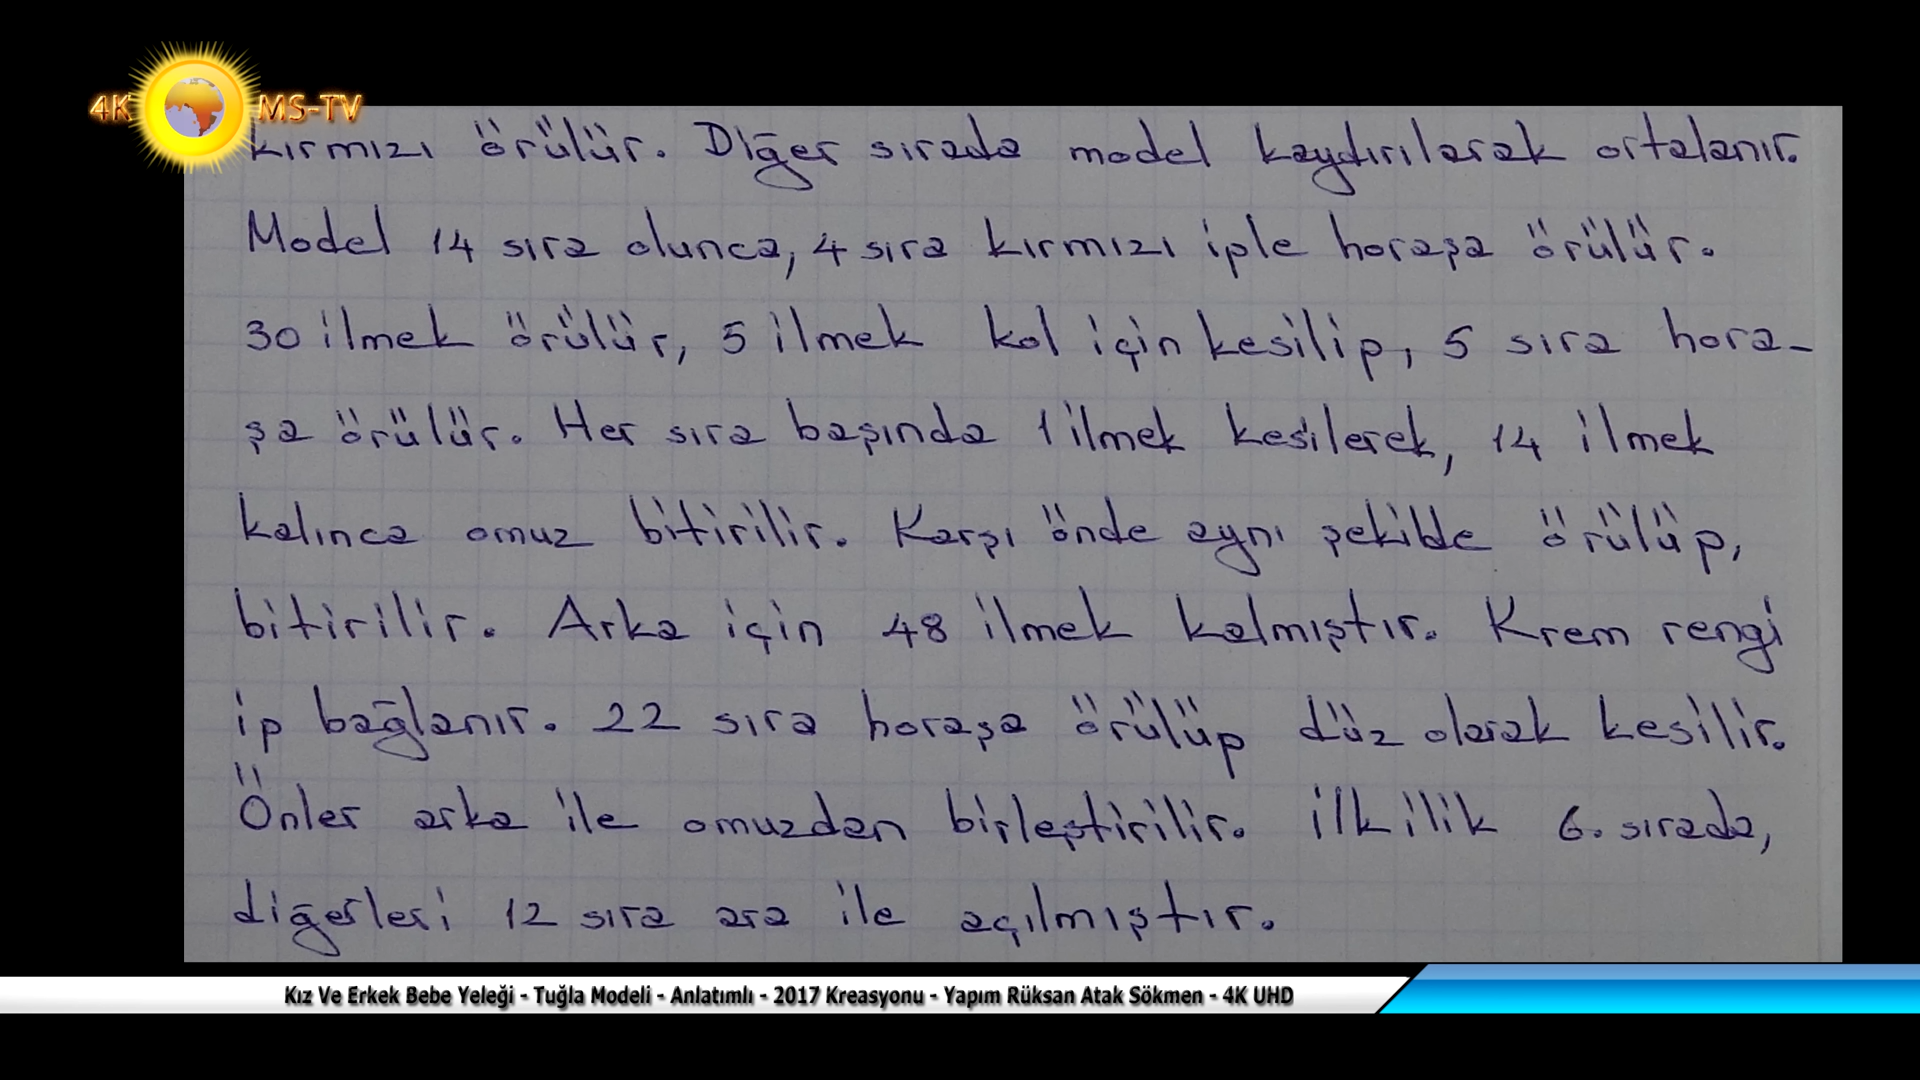 4K MS-TV
kırmızı örülür. Diğer sırada model kaydırılarak ortalanır.
Model 14 sıra olunca, 4 sıra kırmızı iple horaşa örülür.
30 ilmek örülür, 5 ilmek kol için kesilip, 5 sıra hora-
şa örülür. Her sıra başında 1 ilmek kesilerek, 14 ilmek
kalınca omuz bitirilir. Karşı önde aynı şekilde örülüp,
bitirilir. Arka için 48 ilmek kalmıştır. Krem rengi
ip bağlanır. 22 sıra horaşa örülüp düz olarak kesilir.
Önler arka ile omuzdan birleştirilir. ilk ilik 6. sırada,
diğerleri 12 sıra ara ile açılmıştır.
Kız Ve Erkek Bebe Yeleği - Tuğla Modeli - Anlatımlı - 2017 Kreasyonu - Yapım Rüksan Atak Sökmen - 4K UHD